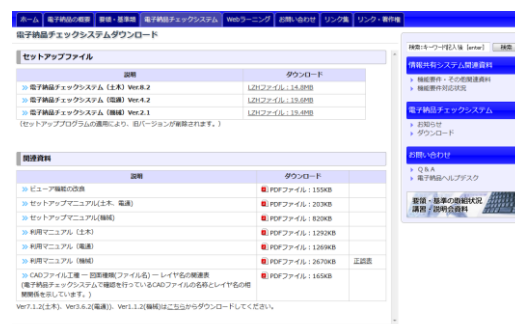 ホーム 電子納品の概要 要領・基準類 電子納品チェックシステム Webラーニング お問い合わせ リンク集 リンク・著作権
電子納品チェックシステムダウンロード
セットアップファイル
説明 ダウンロード
電子納品チェックシステム (土木) Ver.8.2 LZHファイル:14.8MB
電子納品チェックシステム (電通) Ver.4.2 LZHファイル:19.6MB
電子納品チェックシステム (機械) Ver.2.1 LZHファイル:19.4MB
(セットアッププログラムの適用により、旧バージョンが削除されます。)
関連資料
説明 ダウンロード
ビューア機能の改良 PDFファイル:155KB
セットアップマニュアル(土木、電通) PDFファイル:203KB
セットアップマニュアル(機械) PDFファイル:820KB
利用マニュアル (土木) PDFファイル:1292KB
利用マニュアル (電通) PDFファイル:1269KB
利用マニュアル (機械) PDFファイル:2670KB 正誤表
CADファイル工種 ー 図面種類(ファイル名) ー レイヤ名の関連表 PDFファイル:165KB
(電子納品チェックシステムで確認を行っているCADファイルの名称とレイヤ名の相
関関係を示しています。)
Ver7.1.2(土木)、Ver3.6.2(電通)、Ver1.1.2(機械)はこちらからダウンロードしてください。
検索:キーワード記入後 [enter] 検索
情報共有システム関連資料
機能要件・その他関連資料
機能要件対応状況
電子納品チェックシステム
お知らせ
ダウンロード
お問い合わせ
Q&A
電子納品ヘルプデスク
要領・基準の取組状況
講習・説明会資料